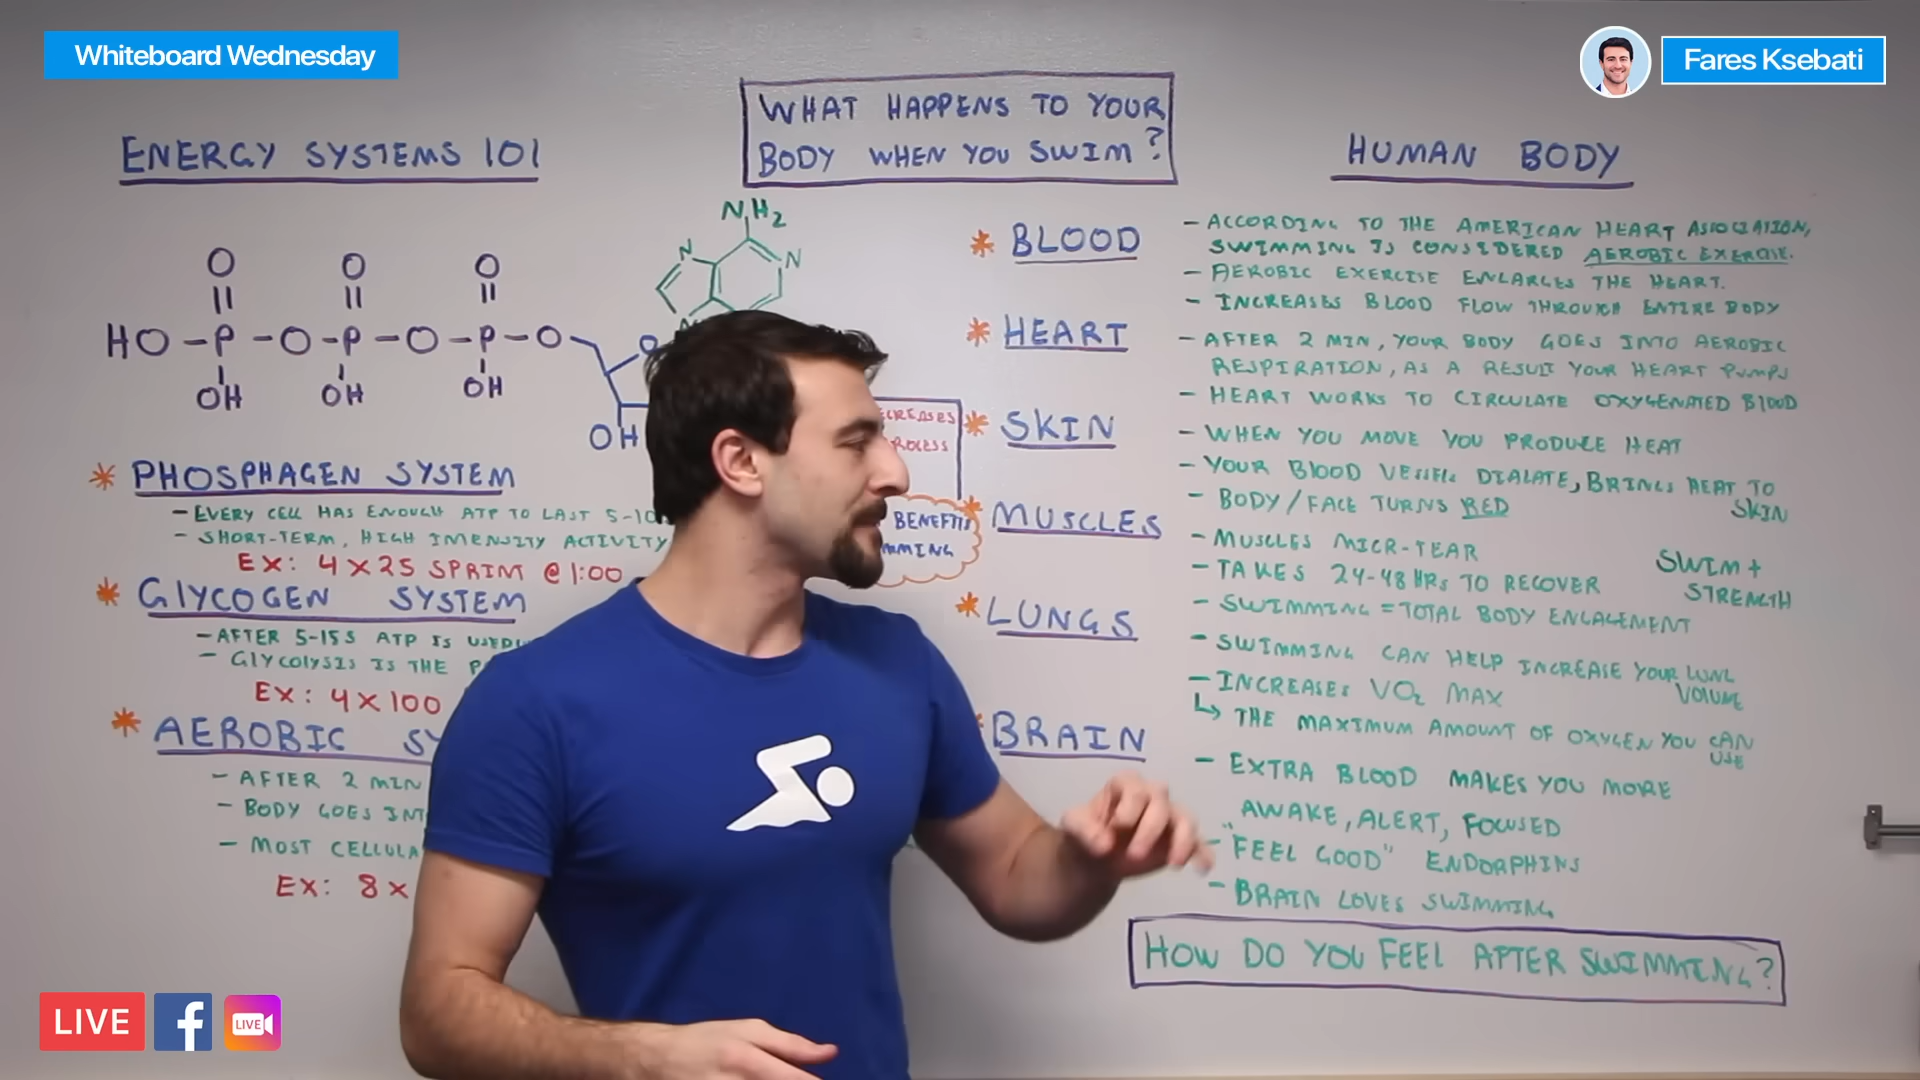 Whiteboard Wednesday
Fares Ksebati
WHAT HAPPENS TO YOUR
BODY WHEN YOU SWIM?
ENERGY SYSTEMS 101
NH2
N
N
O
O
O
HO-P-O-P-O-P-O
O
OH
OH
OH
OH
* PHOSPHAGEN SYSTEM
- EVERY CELL HAS ENOUGH ATP TO LAST 5-10
- SHORT-TERM, HIGH INTENSITY ACTIVITY
EX: 4 X 25 SPRINT @ 1:00
* GLYCOGEN SYSTEM
- AFTER 5-15S ATP IS USED
- GLYCOLYSIS IS THE
EX: 4 X 100
* AEROBIC
- AFTER 2 MIN
- BODY GOES
- MOST
EX: 8 X
BENEFITS
* BLOOD
* HEART
* SKIN
* MUSCLES
* LUNGS
* BRAIN
HUMAN BODY
- ACCORDING TO THE AMERICAN HEART ASSOCIATION,
SWIMMING IS CONSIDERED AEROBIC EXERCISE.
- AEROBIC EXERCISE ENLARGES THE HEART.
- INCREASES BLOOD FLOW THROUGH ENTIRE BODY
- AFTER 2 MIN, YOUR BODY GOES INTO AEROBIC
RESPIRATION, AS A RESULT YOUR HEART PUMPS
- HEART WORKS TO CIRCULATE OXYGENATED BLOOD
- WHEN YOU MOVE YOU PRODUCE HEAT
- YOUR BLOOD VESSELS DIALATE, BRINGS HEAT TO
SKIN
- BODY / FACE TURNS RED
- MUSCLES MICR-TEAR
- TAKES 24-48 HRS TO RECOVER
SWIM +
STRENGTH
- SWIMMING = TOTAL BODY ENGAGEMENT
- SWIMMING CAN HELP INCREASE YOUR LUNG
VOLUME
- INCREASES VO2 MAX
↳ THE MAXIMUM AMOUNT OF OXYGEN YOU CAN
USE
- EXTRA BLOOD MAKES YOU MORE
AWAKE, ALERT, FOCUSED
- "FEEL GOOD" ENDORPHINS
- BRAIN LOVES SWIMMING
HOW DO YOU FEEL AFTER SWIMMING?
LIVE
f
LIVE